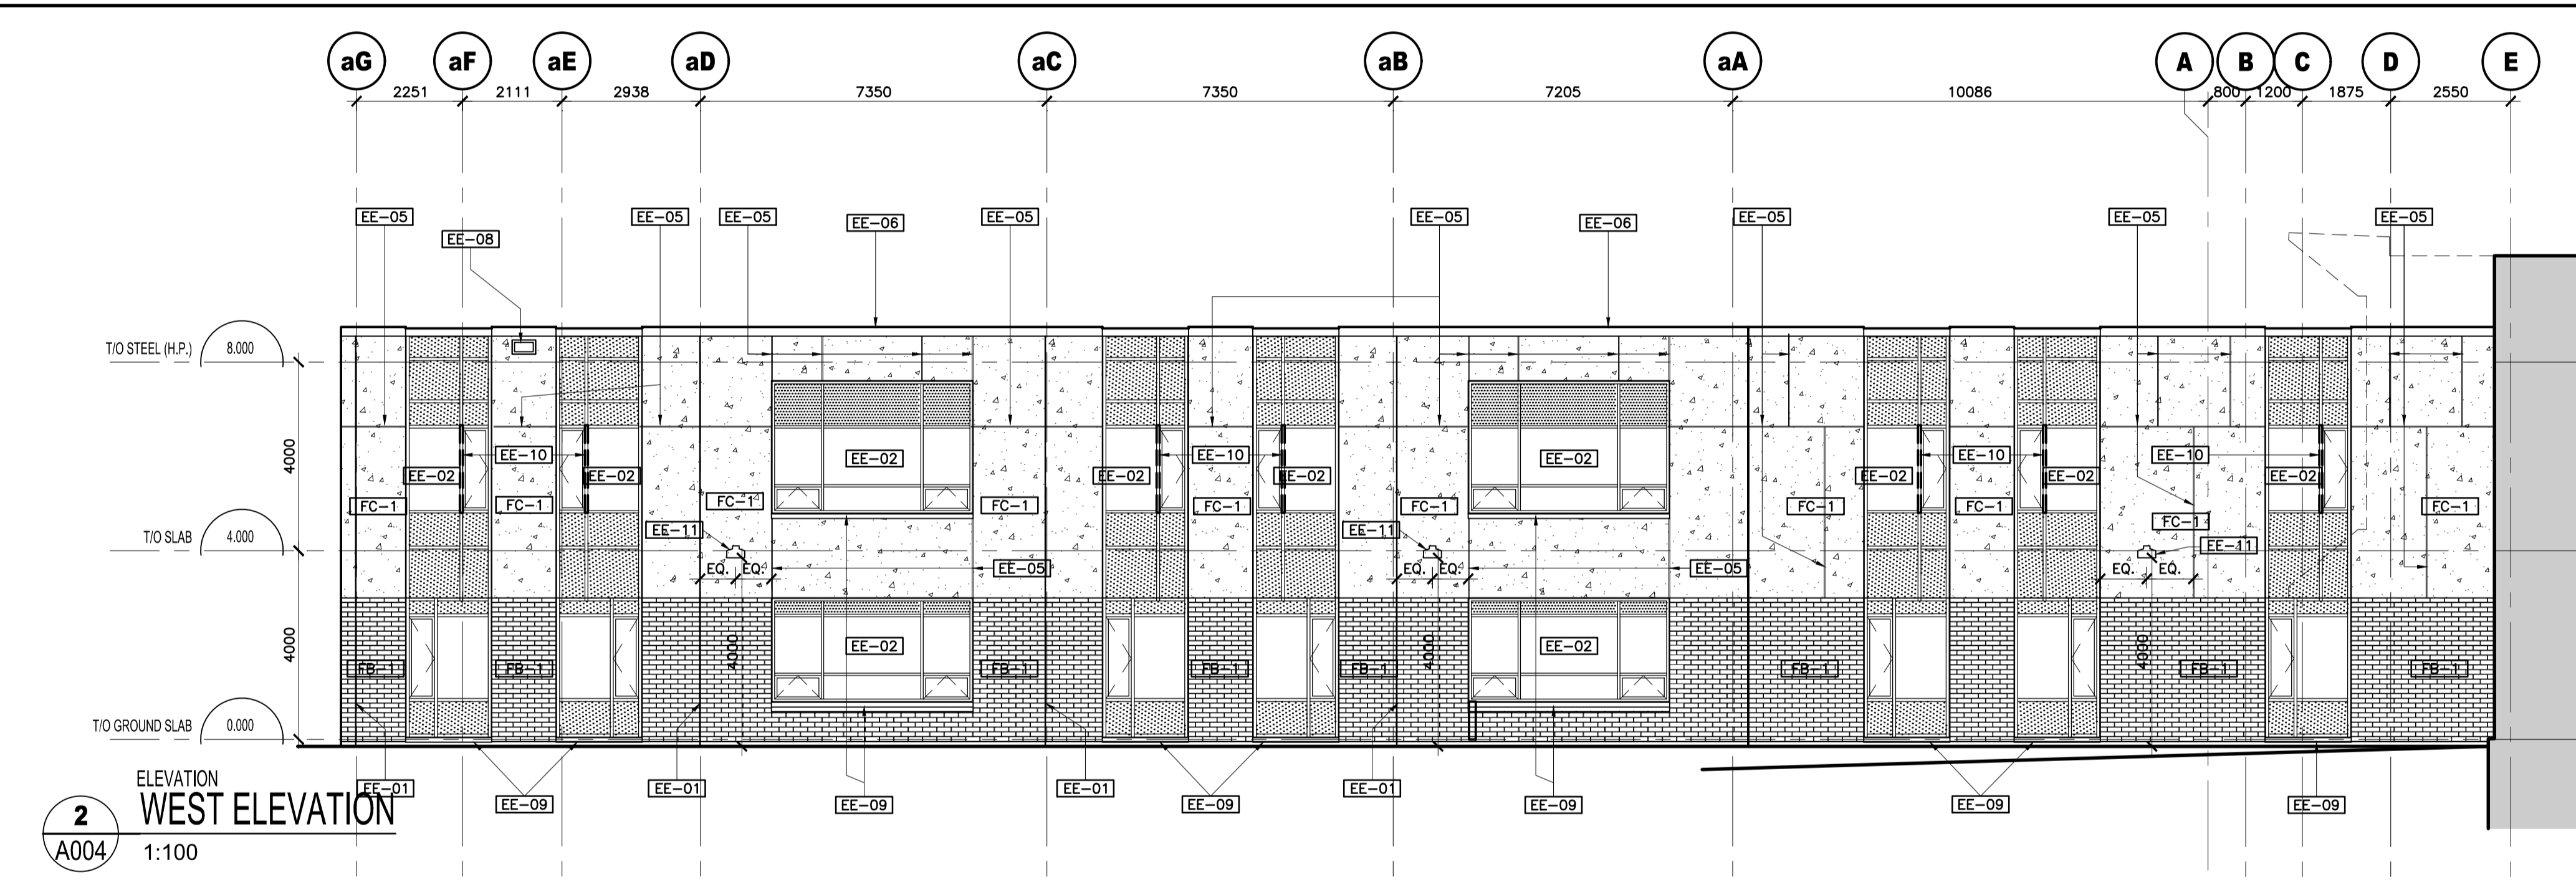 aG aF aE aD aC aB aA A B C D E
2251 2111 2938 7350 7350 7205 10086 800 1200 1875 2550
EE-05 EE-05 EE-05 EE-05 EE-05 EE-05 EE-05 EE-05
EE-06 EE-06
EE-08
T/O STEEL (H.P.) 8.000
4000
EE-10 EE-10 EE-10 EE-10
EE-02 EE-02
EE-02 EE-02 EE-02 EE-02 EE-02 EE-02 EE-02
FC-1 FC-1 FC-1 FC-1 FC-1 FC-1 FC-1 FC-1 FC-1 FC-1
EE-11 EE-11
FC-1
T/O SLAB 4.000
EE-11
EQ. EQ. EE-05 EQ. EQ. EE-05 EQ. EQ.
4000
4000 EE-02 4000 EE-02 4000
FB-1 FB-1 FB-1 FB-1 FB-1 FB-1 FB-1 FB-1
T/O GROUND SLAB 0.000
EE-01 EE-01 EE-01 EE-01
EE-09 EE-09 EE-09 EE-09 EE-09 EE-09
ELEVATION
2 WEST ELEVATION
A004 1:100